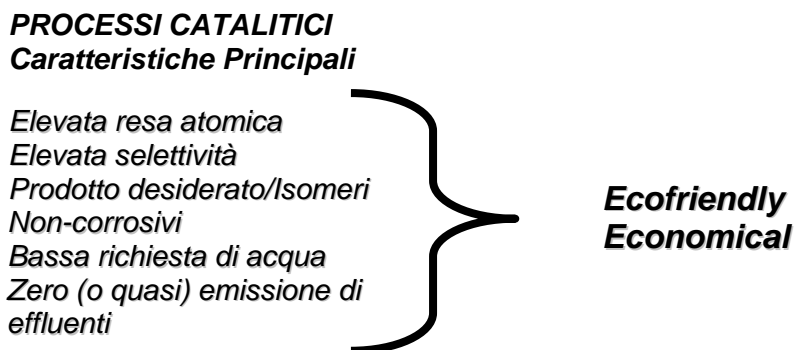 PROCESSI CATALITICI
Caratteristiche Principali
Elevata resa atomica
Elevata selettività
Prodotto desiderato/Isomeri
Non-corrosivi
Bassa richiesta di acqua
Zero (o quasi) emissione di
effluenti
Ecofriendly
Economical